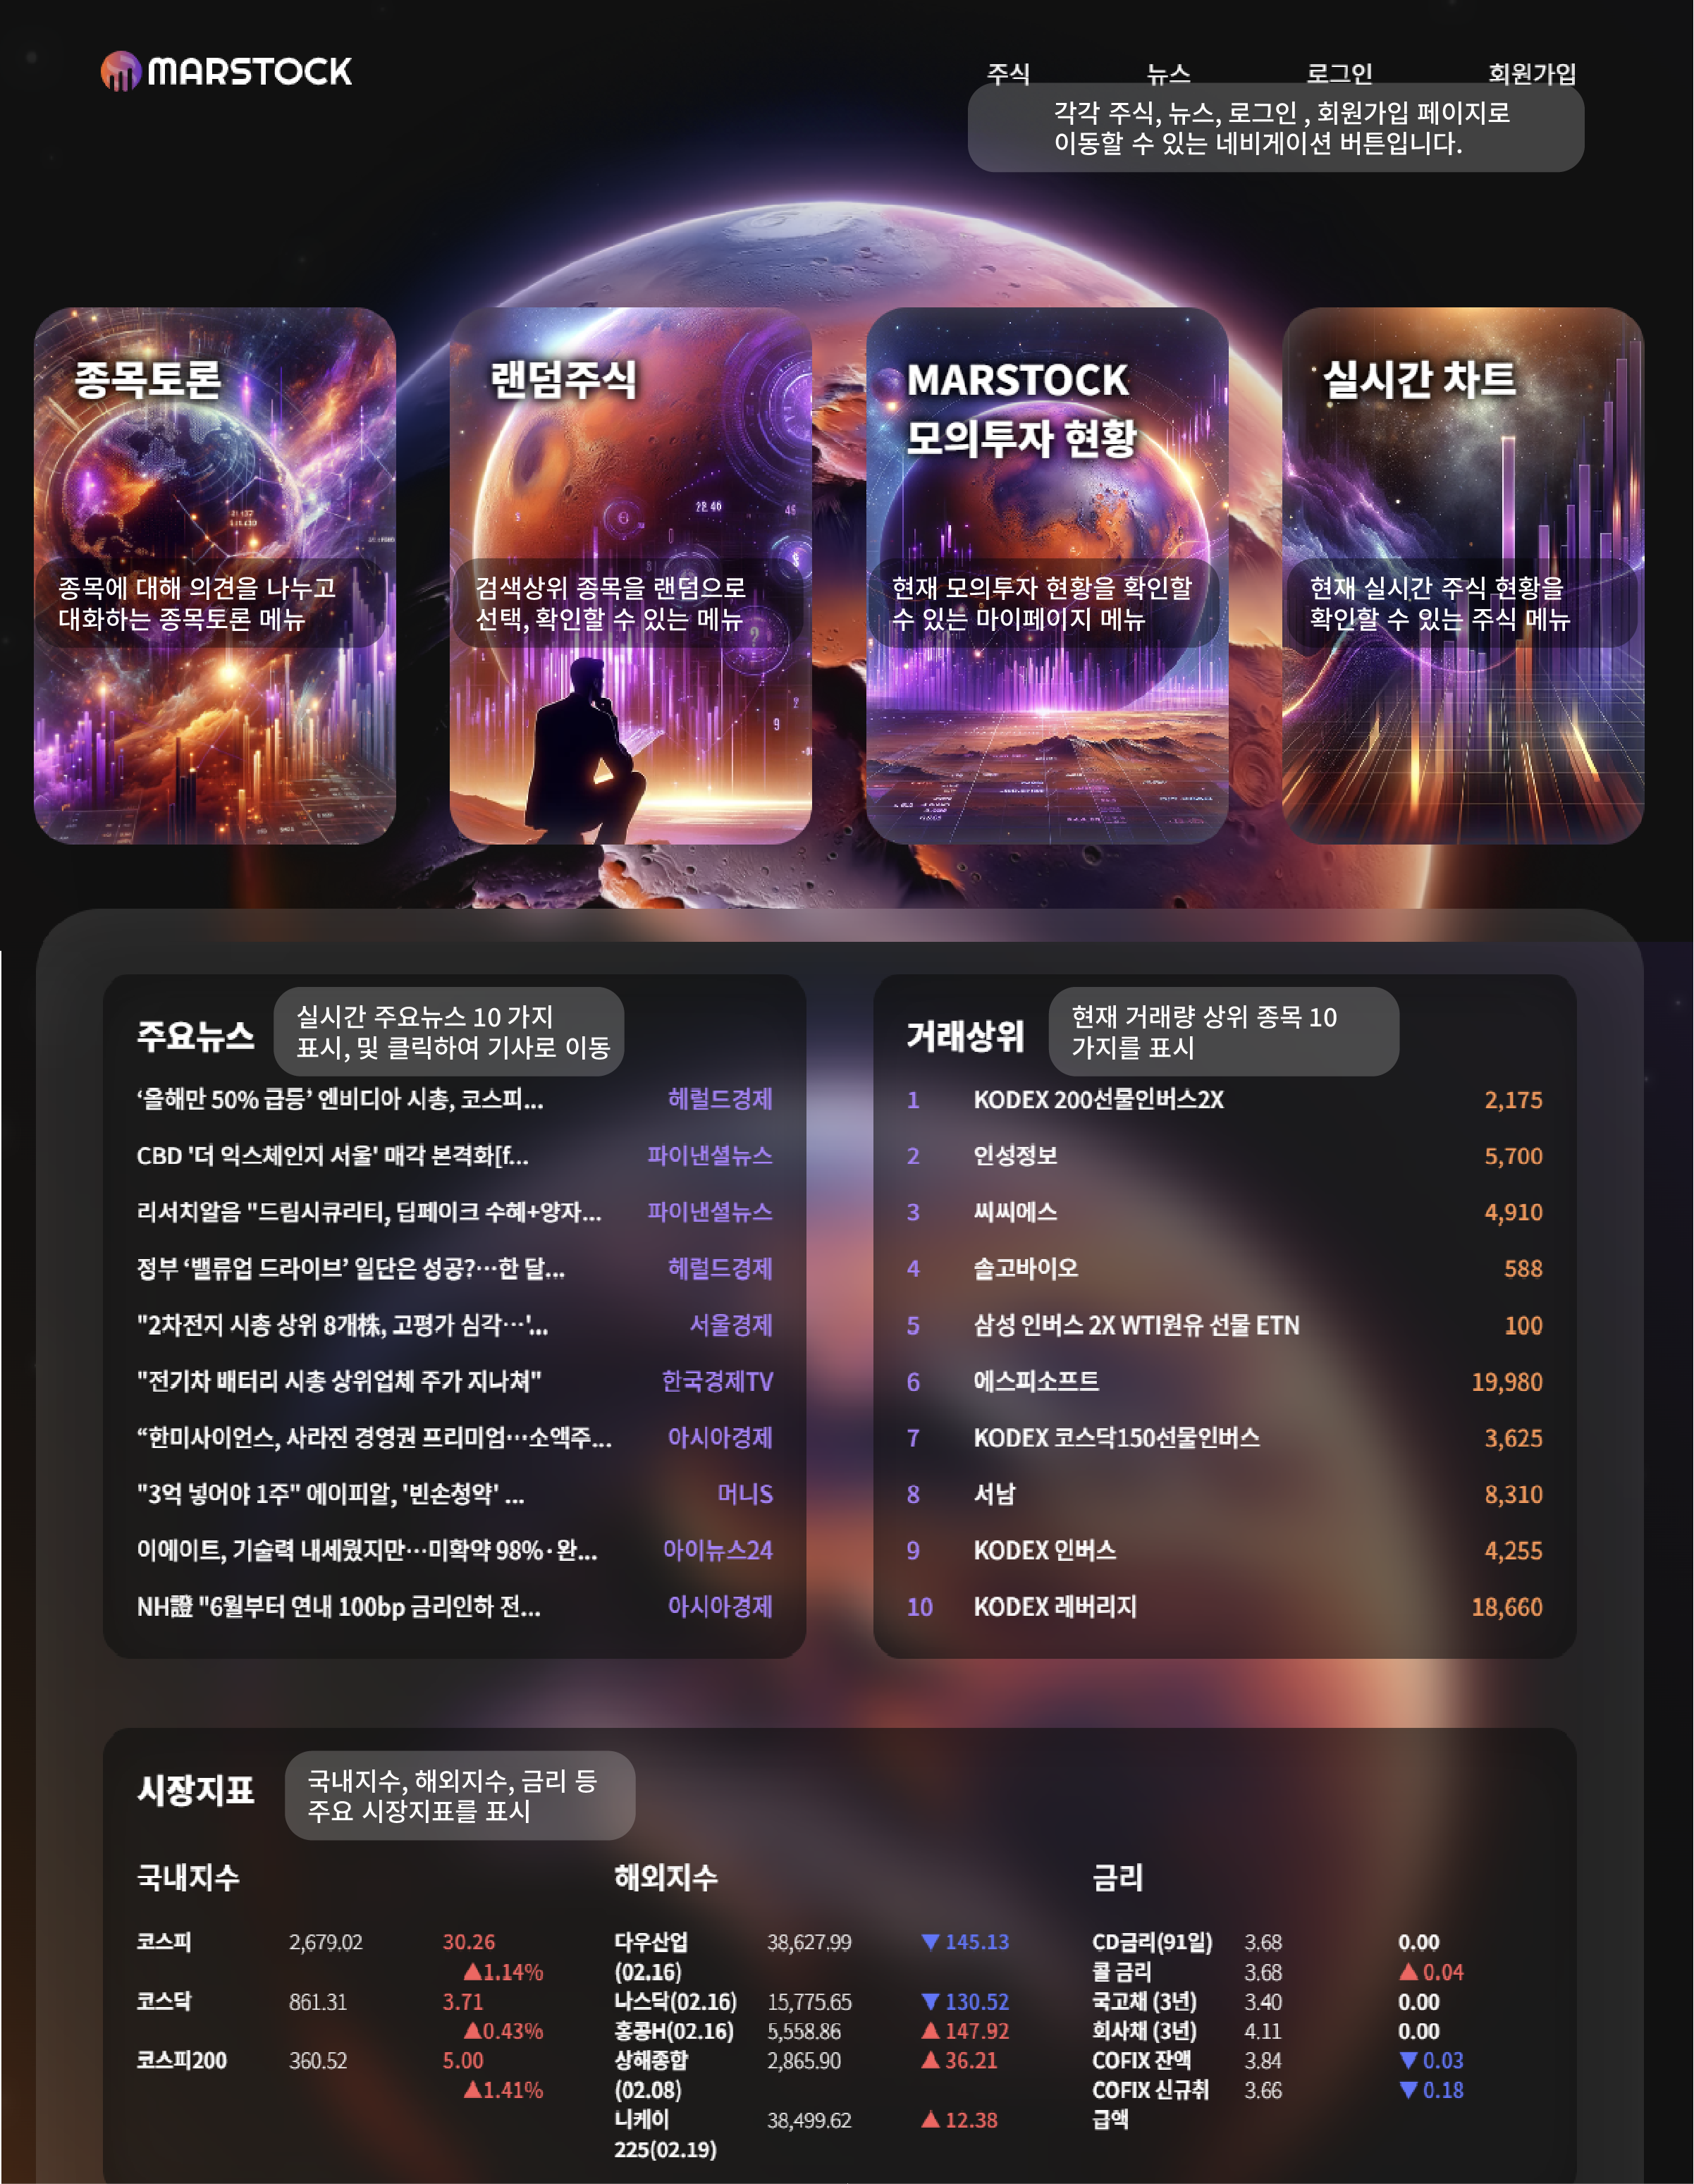 MARSTOCK
주식 뉴스 로그인 회원가입
각각 주식, 뉴스, 로그인 , 회원가입 페이지로
이동할 수 있는 네비게이션 버튼입니다.
종목토론
종목에 대해 의견을 나누고
대화하는 종목토론 메뉴
랜덤주식
검색상위 종목을 랜덤으로
선택, 확인할 수 있는 메뉴
MARSTOCK
모의투자 현황
현재 모의투자 현황을 확인할
수 있는 마이페이지 메뉴
실시간 차트
현재 실시간 주식 현황을
확인할 수 있는 주식 메뉴
주요뉴스
실시간 주요뉴스 10 가지
표시, 및 클릭하여 기사로 이동
‘올해만 50% 급등’ 엔비디아 시총, 코스피... 헤럴드경제
CBD '더 익스체인지 서울' 매각 본격화[f... 파이낸셜뉴스
리서치알음 "드림시큐리티, 딥페이크 수혜+양자... 파이낸셜뉴스
정부 ‘밸류업 드라이브’ 일단은 성공?…한 달... 헤럴드경제
"2차전지 시총 상위 8개株, 고평가 심각…'... 서울경제
"전기차 배터리 시총 상위업체 주가 지나쳐" 한국경제TV
“한미사이언스, 사라진 경영권 프리미엄…소액주... 아시아경제
"3억 넣어야 1주" 에이피알, '빈손청약' ... 머니S
이에이트, 기술력 내세웠지만…미확약 98%·완... 아이뉴스24
NH證 "6월부터 연내 100bp 금리인하 전... 아시아경제
거래상위
현재 거래량 상위 종목 10
가지를 표시
1 KODEX 200선물인버스2X 2,175
2 인성정보 5,700
3 씨씨에스 4,910
4 솔고바이오 588
5 삼성 인버스 2X WTI원유 선물 ETN 100
6 에스피소프트 19,980
7 KODEX 코스닥150선물인버스 3,625
8 서남 8,310
9 KODEX 인버스 4,255
10 KODEX 레버리지 18,660
시장지표
국내지수, 해외지수, 금리 등
주요 시장지표를 표시
국내지수
코스피 2,679.02 30.26
▲1.14%
코스닥 861.31 3.71
▲0.43%
코스피200 360.52 5.00
▲1.41%
해외지수
다우산업 38,627.99 ▼ 145.13
(02.16)
나스닥(02.16) 15,775.65 ▼ 130.52
홍콩H(02.16) 5,558.86 ▲ 147.92
상해종합 2,865.90 ▲ 36.21
(02.08)
니케이 38,499.62 ▲ 12.38
225(02.19)
금리
CD금리(91일) 3.68 0.00
콜 금리 3.68 ▲ 0.04
국고채 (3년) 3.40 0.00
회사채 (3년) 4.11 0.00
COFIX 잔액 3.84 ▼ 0.03
COFIX 신규취 3.66 ▼ 0.18
급액